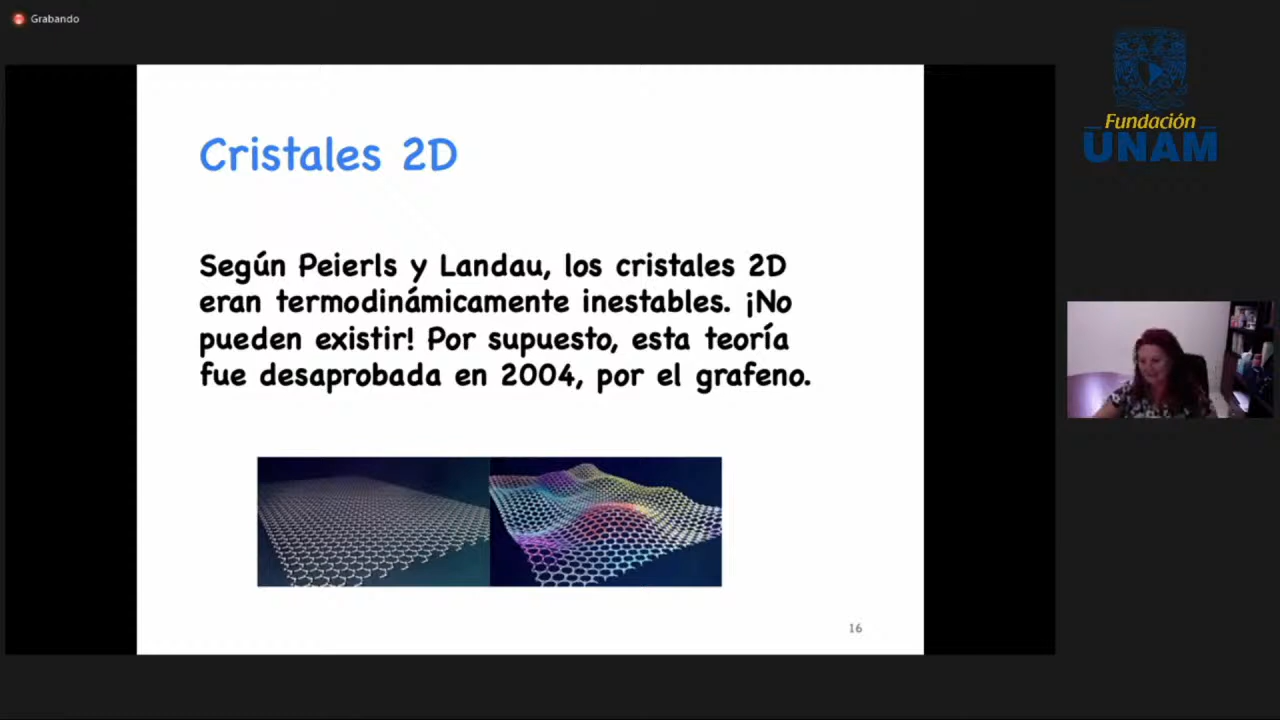 Grabando
Fundación
UNAM
Cristales 2D
Según Peierls y Landau, los cristales 2D
eran termodinámicamente inestables. ¡No
pueden existir! Por supuesto, esta teoría
fue desaprobada en 2004, por el grafeno.
16